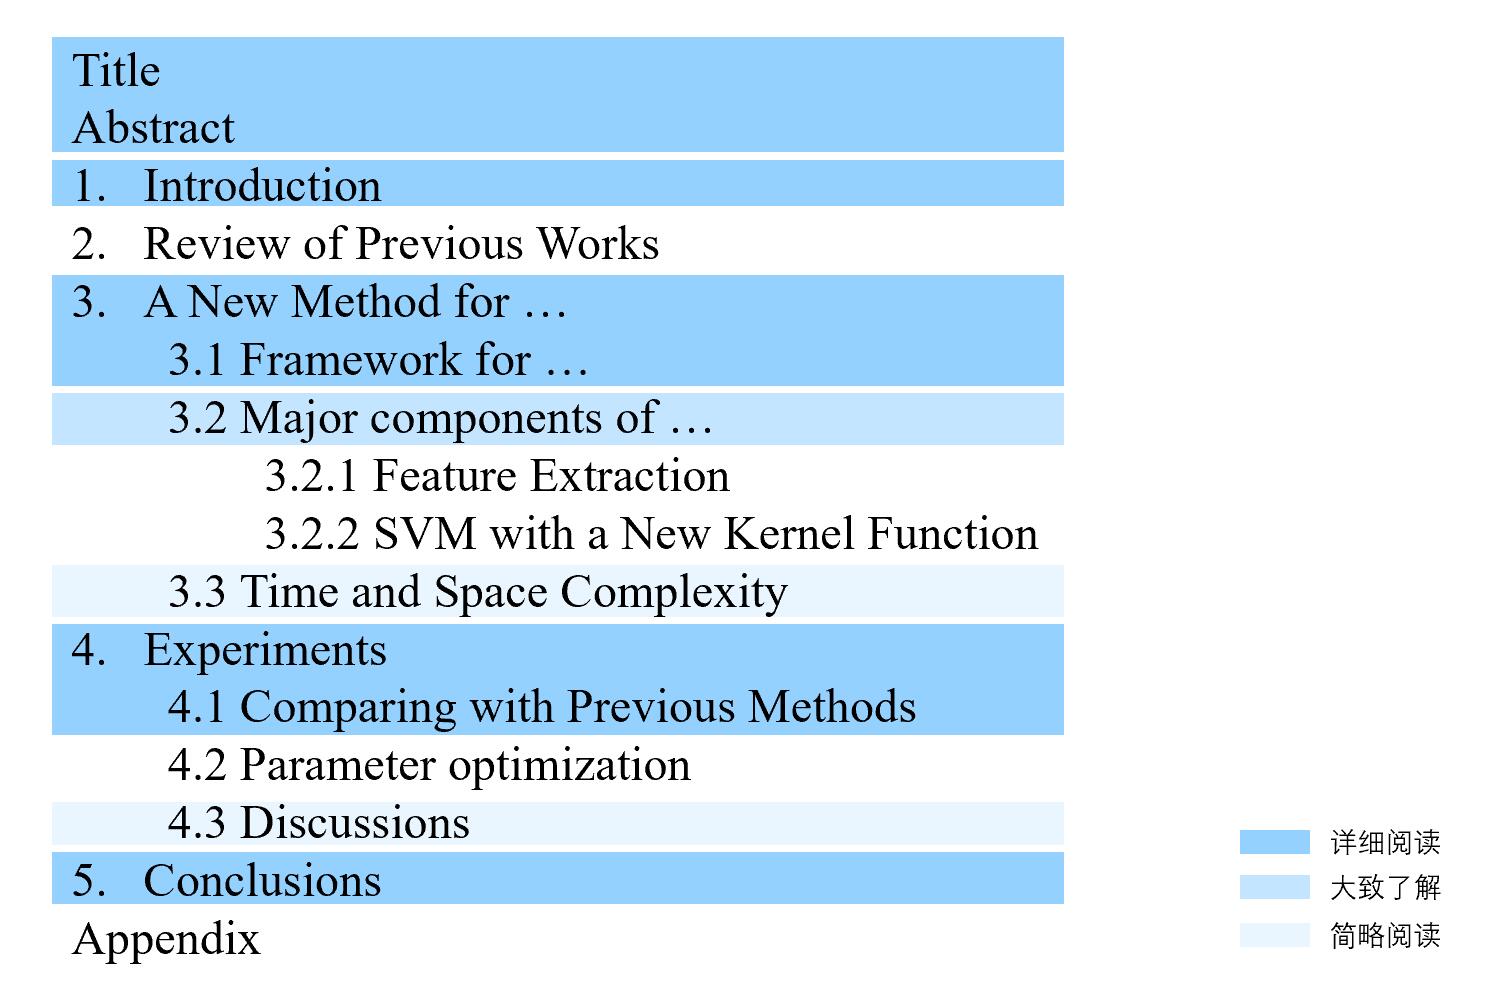 Title
Abstract
1. Introduction
2. Review of Previous Works
3. A New Method for …
3.1 Framework for …
3.2 Major components of …
3.2.1 Feature Extraction
3.2.2 SVM with a New Kernel Function
3.3 Time and Space Complexity
4. Experiments
4.1 Comparing with Previous Methods
4.2 Parameter optimization
4.3 Discussions
5. Conclusions
Appendix
详细阅读
大致了解
简略阅读